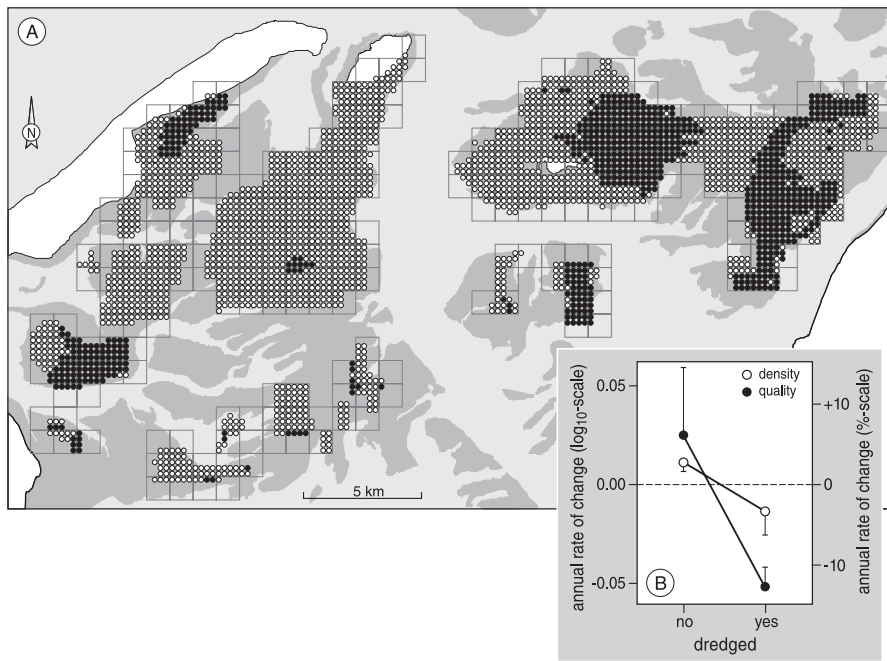 A
N
5 km
B
density
quality
annual rate of change (log10-scale)
0.05
0.00
-0.05
annual rate of change (%-scale)
+10
0
-10
no yes
dredged